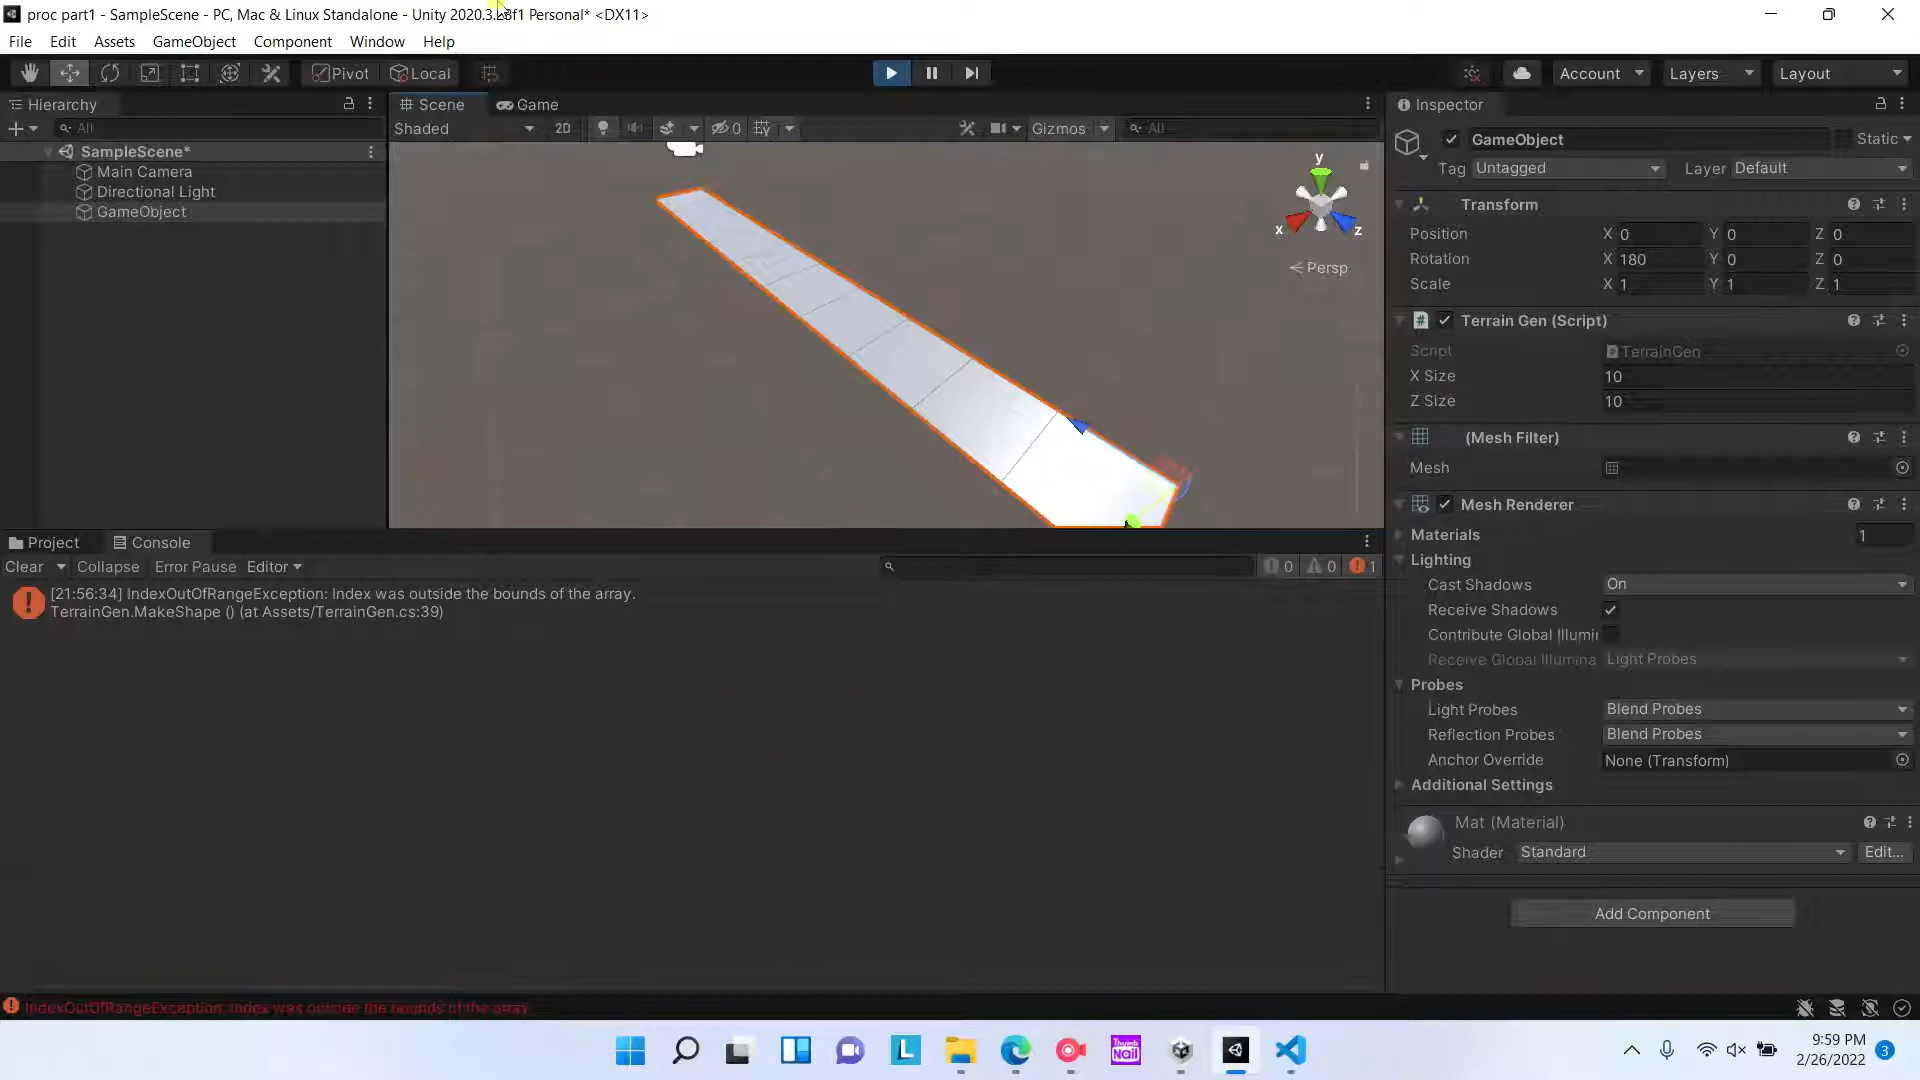 proc part1 - SampleScene - PC, Mac & Linux Standalone - Unity 2020.3. 8f1 Personal* <DX11>
File Edit Assets GameObject Component Window Help
Pivot Local Account Layers Layout
Hierarchy
All
SampleScene*
Main Camera
Directional Light
GameObject
Scene Game
Shaded 2D 0 Gizmos All
y
x
z
Persp
Inspector
GameObject Static
Tag Untagged Layer Default
Transform
Position X 0 Y 0 Z 0
Rotation X 180 Y 0 Z 0
Scale X 1 Y 1 Z 1
Terrain Gen (Script)
Script TerrainGen
X Size 10
Z Size 10
(Mesh Filter)
Mesh
Mesh Renderer
Materials 1
Lighting
Cast Shadows On
Receive Shadows
Contribute Global Illumi
Receive Global Illumina Light Probes
Probes
Light Probes Blend Probes
Reflection Probes Blend Probes
Anchor Override None (Transform)
Additional Settings
Mat (Material)
Shader Standard Edit...
Add Component
Project Console
Clear Collapse Error Pause Editor 0 0 1
[21:56:34] IndexOutOfRangeException: Index was outside the bounds of the array.
TerrainGen.MakeShape () (at Assets/TerrainGen.cs:39)
IndexOutOfRangeException: Index was outside the bounds of the array.
L
Thumb
Nail
9:59 PM
2/26/2022
3